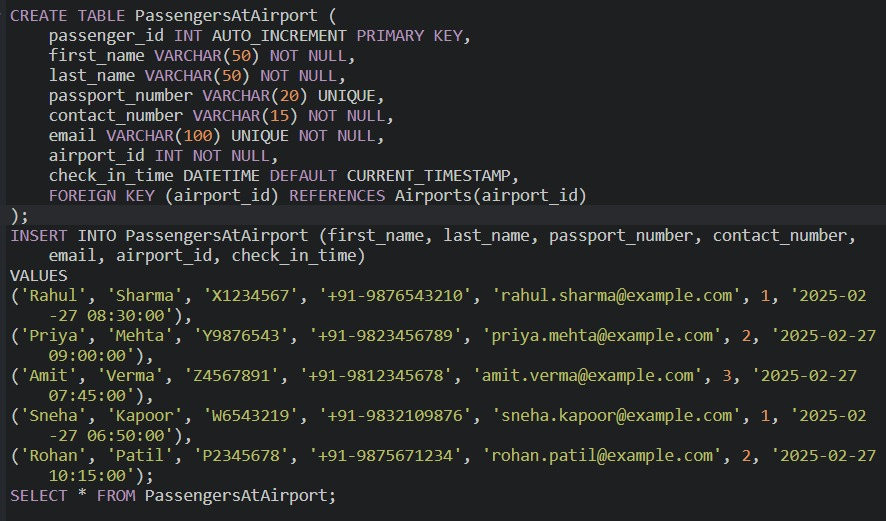 CREATE TABLE PassengersAtAirport (
    passenger_id INT AUTO_INCREMENT PRIMARY KEY,
    first_name VARCHAR(50) NOT NULL,
    last_name VARCHAR(50) NOT NULL,
    passport_number VARCHAR(20) UNIQUE,
    contact_number VARCHAR(15) NOT NULL,
    email VARCHAR(100) UNIQUE NOT NULL,
    airport_id INT NOT NULL,
    check_in_time DATETIME DEFAULT CURRENT_TIMESTAMP,
    FOREIGN KEY (airport_id) REFERENCES Airports(airport_id)
);
INSERT INTO PassengersAtAirport (first_name, last_name, passport_number, contact_number,
    email, airport_id, check_in_time)
VALUES
('Rahul', 'Sharma', 'X1234567', '+91-9876543210', 'rahul.sharma@example.com', 1, '2025-02
    -27 08:30:00'),
('Priya', 'Mehta', 'Y9876543', '+91-9823456789', 'priya.mehta@example.com', 2, '2025-02-27
    09:00:00'),
('Amit', 'Verma', 'Z4567891', '+91-9812345678', 'amit.verma@example.com', 3, '2025-02-27
    07:45:00'),
('Sneha', 'Kapoor', 'W6543219', '+91-9832109876', 'sneha.kapoor@example.com', 1, '2025-02
    -27 06:50:00'),
('Rohan', 'Patil', 'P2345678', '+91-9875671234', 'rohan.patil@example.com', 2, '2025-02-27
    10:15:00');
SELECT * FROM PassengersAtAirport;